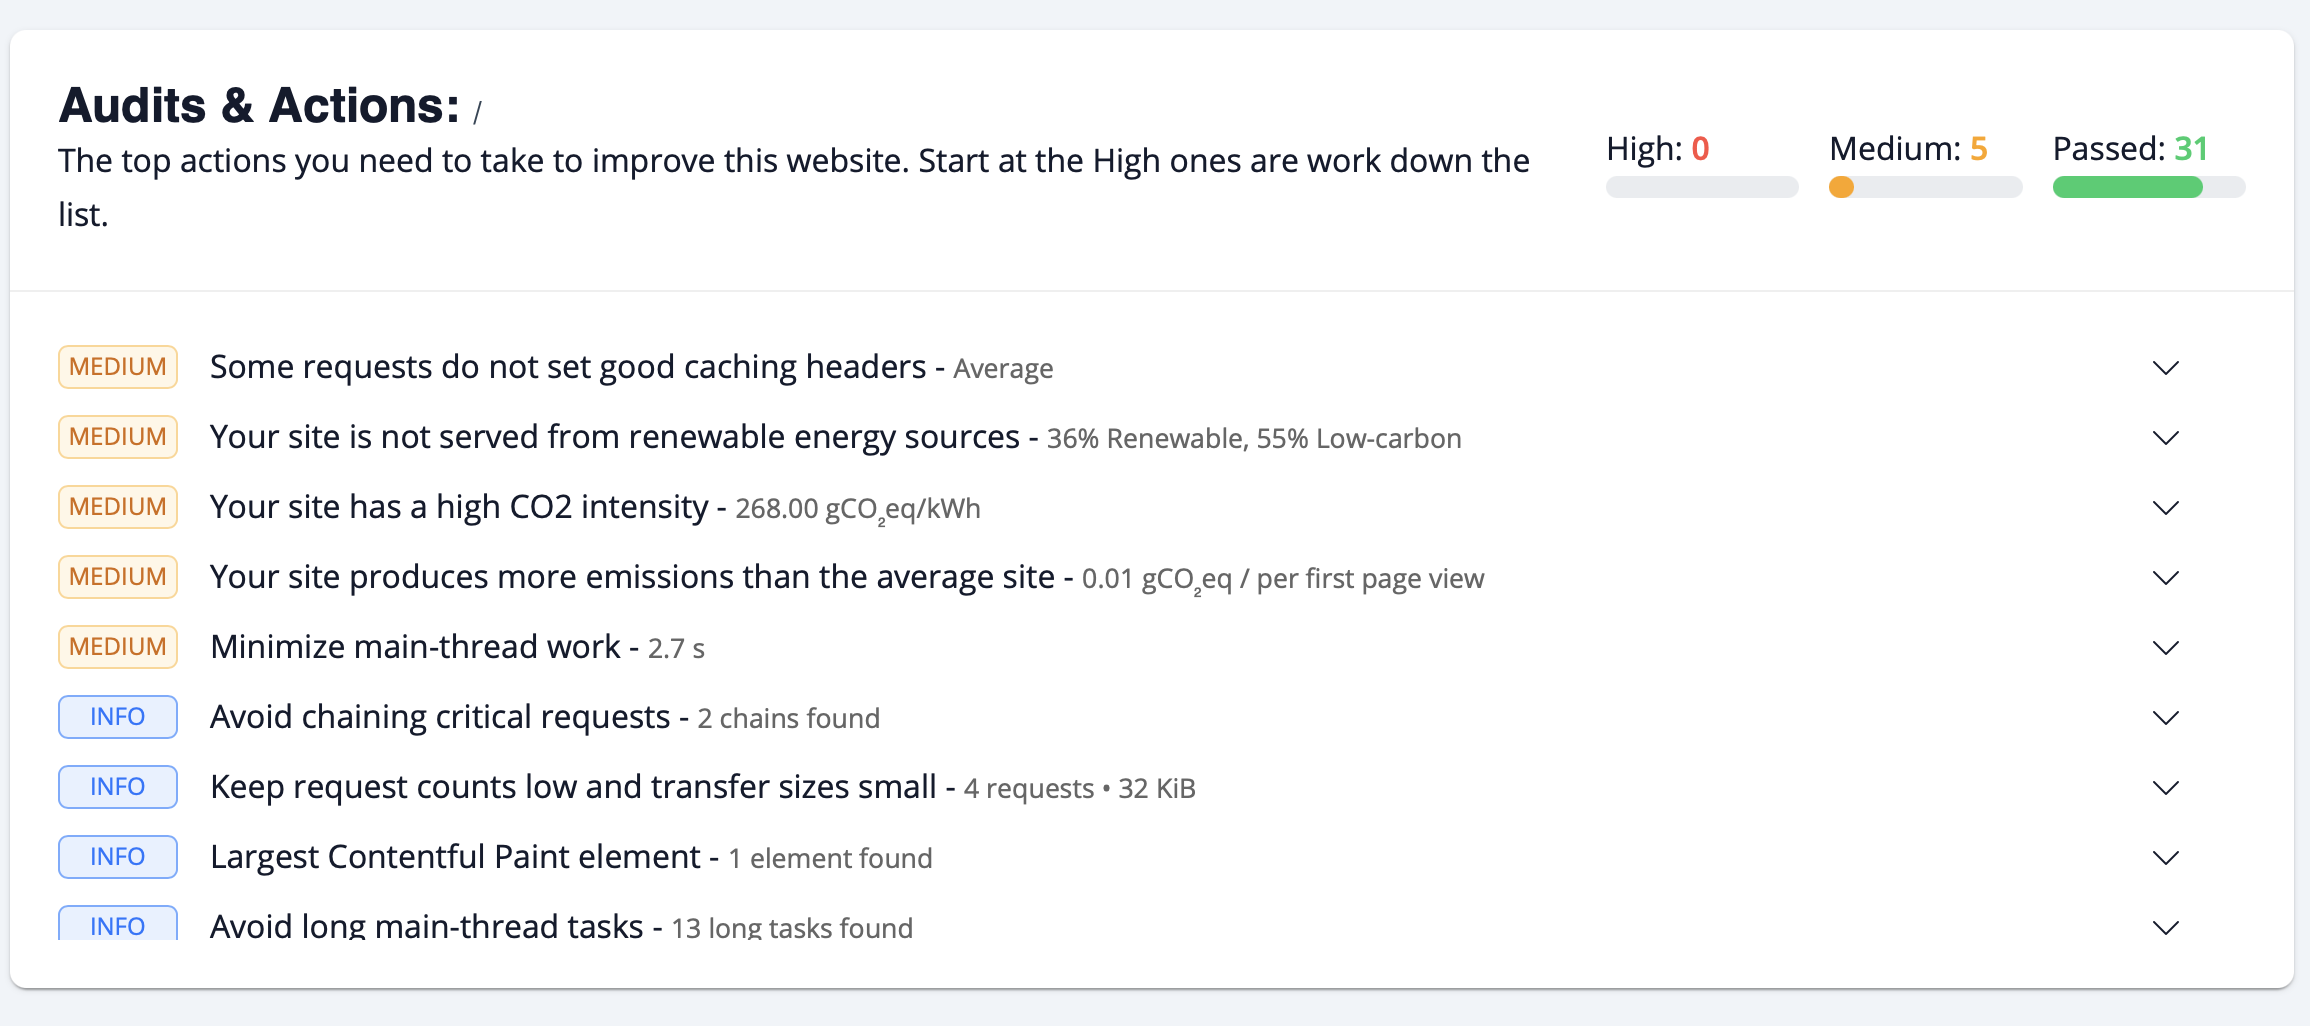 Audits & Actions: /
The top actions you need to take to improve this website. Start at the High ones are work down the
list.
High: 0
Medium: 5
Passed: 31
MEDIUM Some requests do not set good caching headers - Average
MEDIUM Your site is not served from renewable energy sources - 36% Renewable, 55% Low-carbon
MEDIUM Your site has a high CO2 intensity - 268.00 gCO₂eq/kWh
MEDIUM Your site produces more emissions than the average site - 0.01 gCO₂eq / per first page view
MEDIUM Minimize main-thread work - 2.7 s
INFO Avoid chaining critical requests - 2 chains found
INFO Keep request counts low and transfer sizes small - 4 requests • 32 KiB
INFO Largest Contentful Paint element - 1 element found
INFO Avoid long main-thread tasks - 13 long tasks found